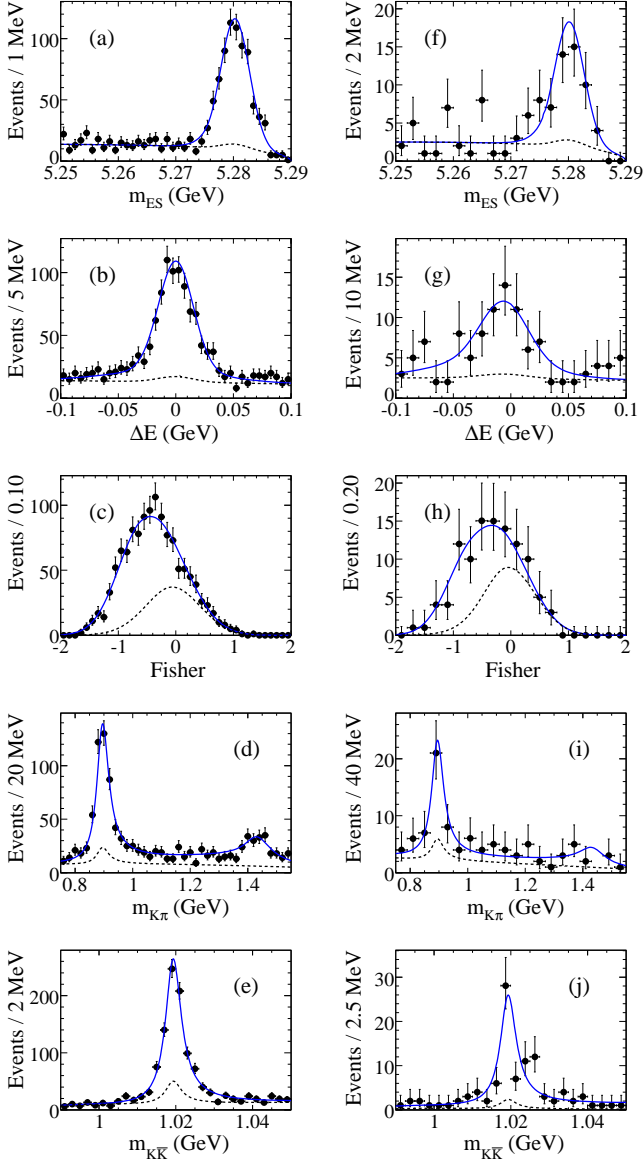 (a)
Events / 1 MeV
100
50
0
5.25 5.26 5.27 5.28 5.29
m_ES (GeV)
(f)
Events / 2 MeV
20
15
10
5
0
5.25 5.26 5.27 5.28 5.29
m_ES (GeV)
(b)
Events / 5 MeV
100
50
0
-0.1 -0.05 0 0.05 0.1
ΔE (GeV)
(g)
Events / 10 MeV
15
10
5
0
-0.1 -0.05 0 0.05 0.1
ΔE (GeV)
(c)
Events / 0.10
100
50
0
-2 -1 0 1 2
Fisher
(h)
Events / 0.20
20
15
10
5
0
-2 -1 0 1 2
Fisher
(d)
Events / 20 MeV
100
50
0
0.8 1 1.2 1.4
m_Kπ (GeV)
(i)
Events / 40 MeV
30
20
10
0
0.8 1 1.2 1.4
m_Kπ (GeV)
(e)
Events / 2 MeV
200
100
0
1 1.02 1.04
m_KK̅ (GeV)
(j)
Events / 2.5 MeV
30
20
10
0
1 1.02 1.04
m_KK̅ (GeV)